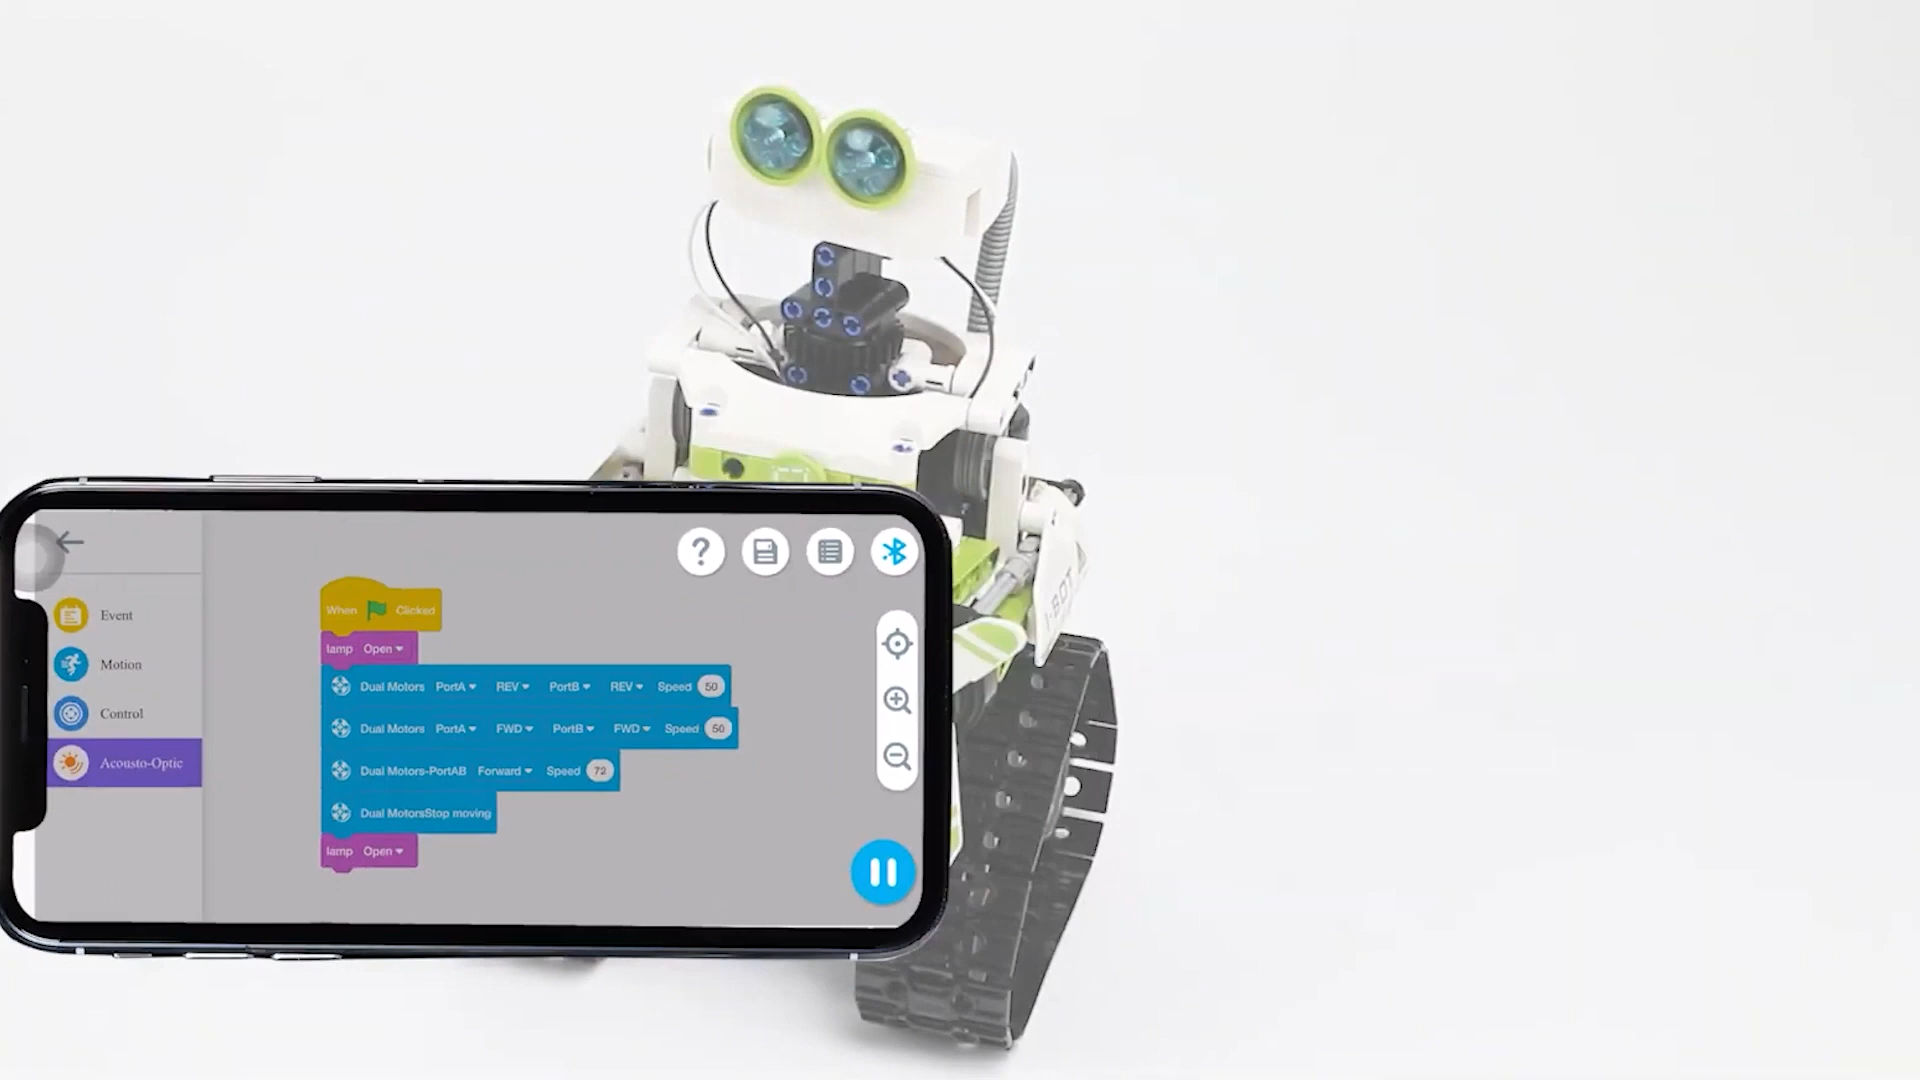 Event
Motion
Control
Acousto-Optic
When Clicked
lamp Open
Dual Motors PortA REV PortB REV Speed 50
Dual Motors PortA FWD PortB FWD Speed 50
Dual Motors-PortAB Forward Speed 72
Dual MotorsStop moving
lamp Open
I-BOT